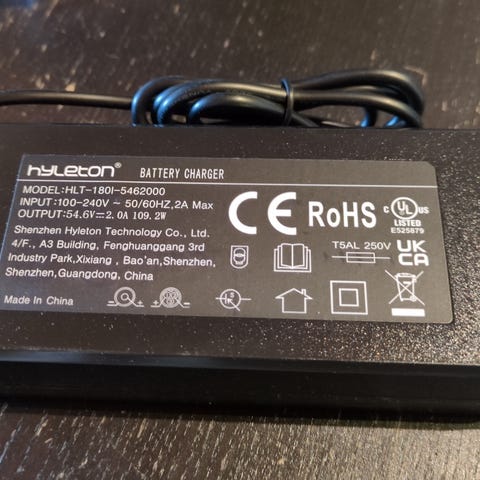 hyleton® BATTERY CHARGER
MODEL:HLT-180I-5462000
INPUT:100-240V ~ 50/60HZ,2A Max
OUTPUT:54.6V⎓2.0A 109.2W
Shenzhen Hyleton Technology Co., Ltd.
4/F., A3 Building, Fenghuanggang 3rd
Industry Park,Xixiang , Bao'an,Shenzhen,
Shenzhen,Guangdong, China
Made In China
CE RoHS c UL US
LISTED
E525879
T5AL 250V
UK
CA
S